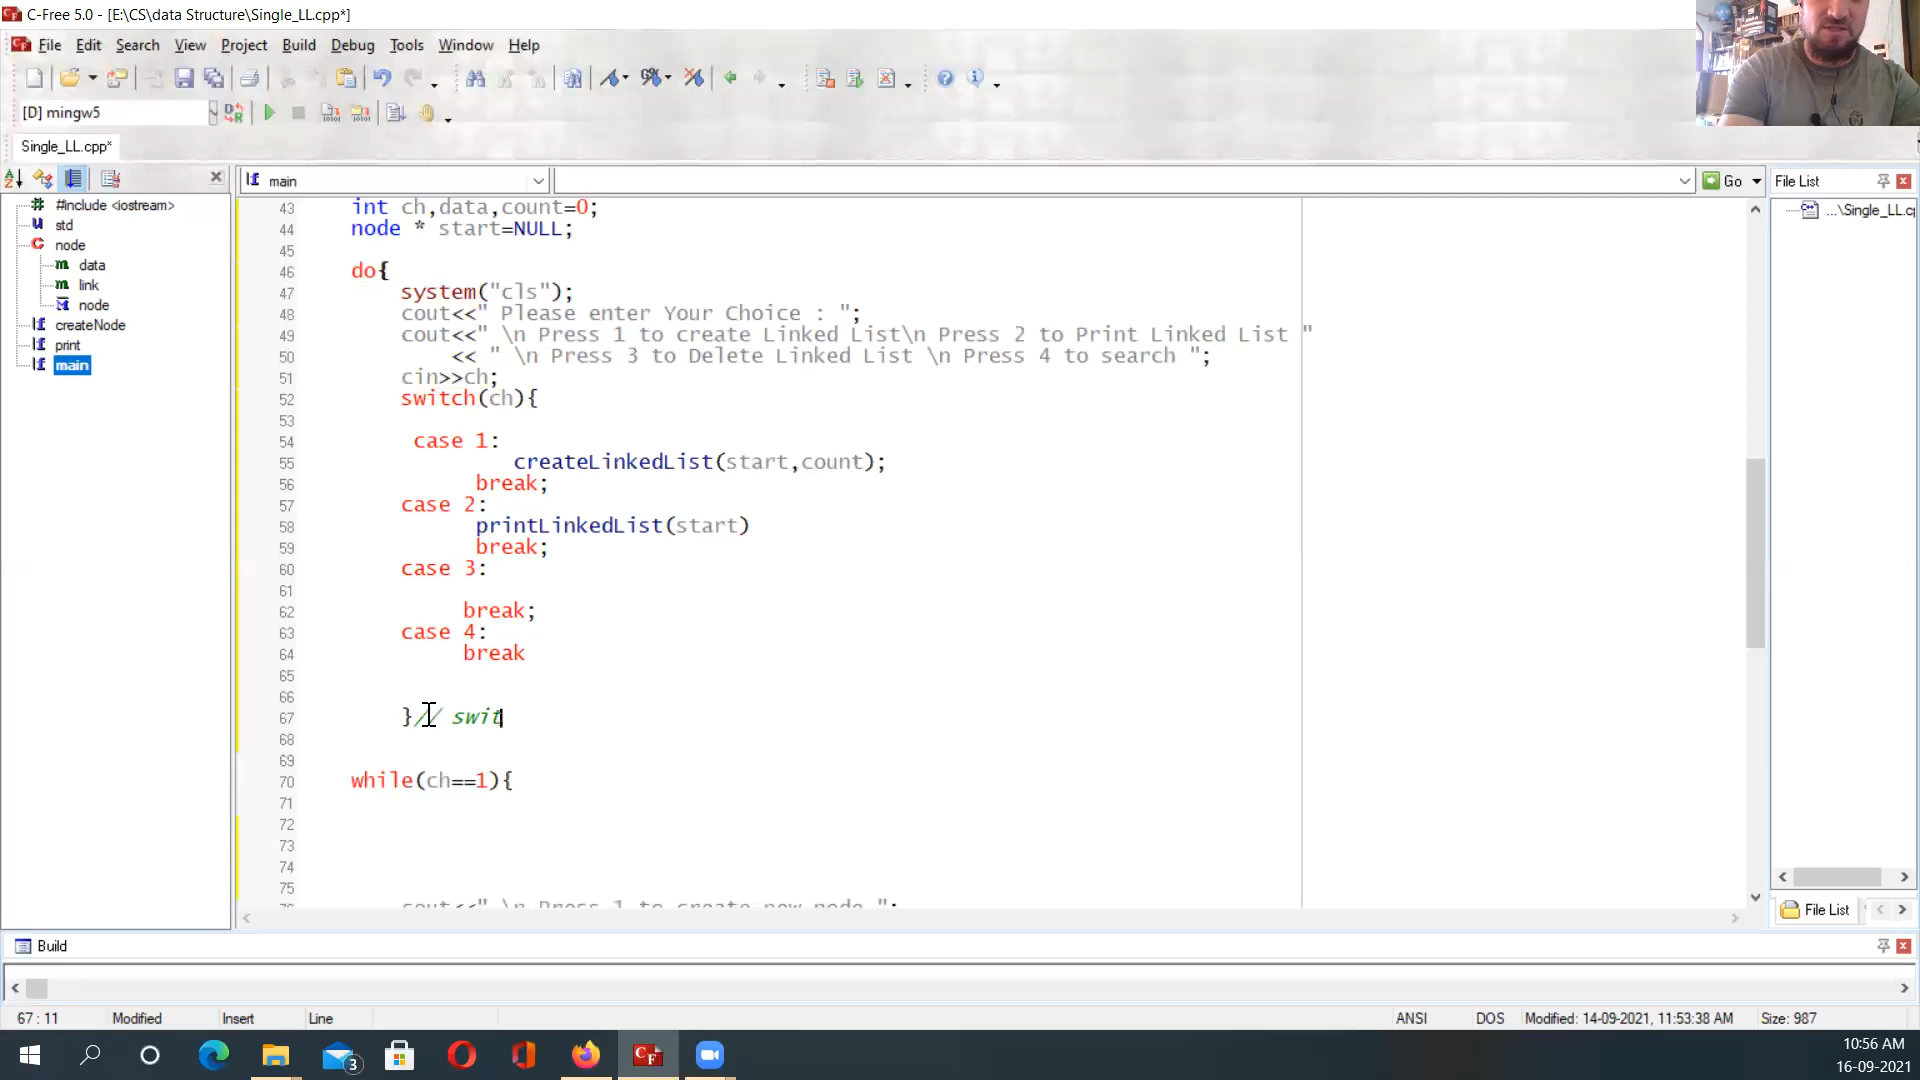 C-Free 5.0 - [E:\CS\data Structure\Single_LL.cpp*]
File Edit Search View Project Build Debug Tools Window Help
[D] mingw5
Single_LL.cpp*
main
Go
File List
#include <iostream>
std
node
data
link
node
createNode
print
main
43 int ch,data,count=0;
44 node * start=NULL;
45
46 do{
47 system("cls");
48 cout<<" Please enter Your Choice : ";
49 cout<<" \n Press 1 to create Linked List\n Press 2 to Print Linked List "
50 << " \n Press 3 to Delete Linked List \n Press 4 to search ";
51 cin>>ch;
52 switch(ch){
53
54 case 1:
55 createLinkedList(start,count);
56 break;
57 case 2:
58 printLinkedList(start)
59 break;
60 case 3:
61
62 break;
63 case 4:
64 break
65
66
67 }// swit
68
69
70 while(ch==1){
71
72
73
74
75
cout<<" \n Press 1 to create new node ";
...\Single_LL.c
File List
Build
67 : 11 Modified Insert Line ANSI DOS Modified: 14-09-2021, 11:53:38 AM Size: 987
3
10:56 AM
16-09-2021